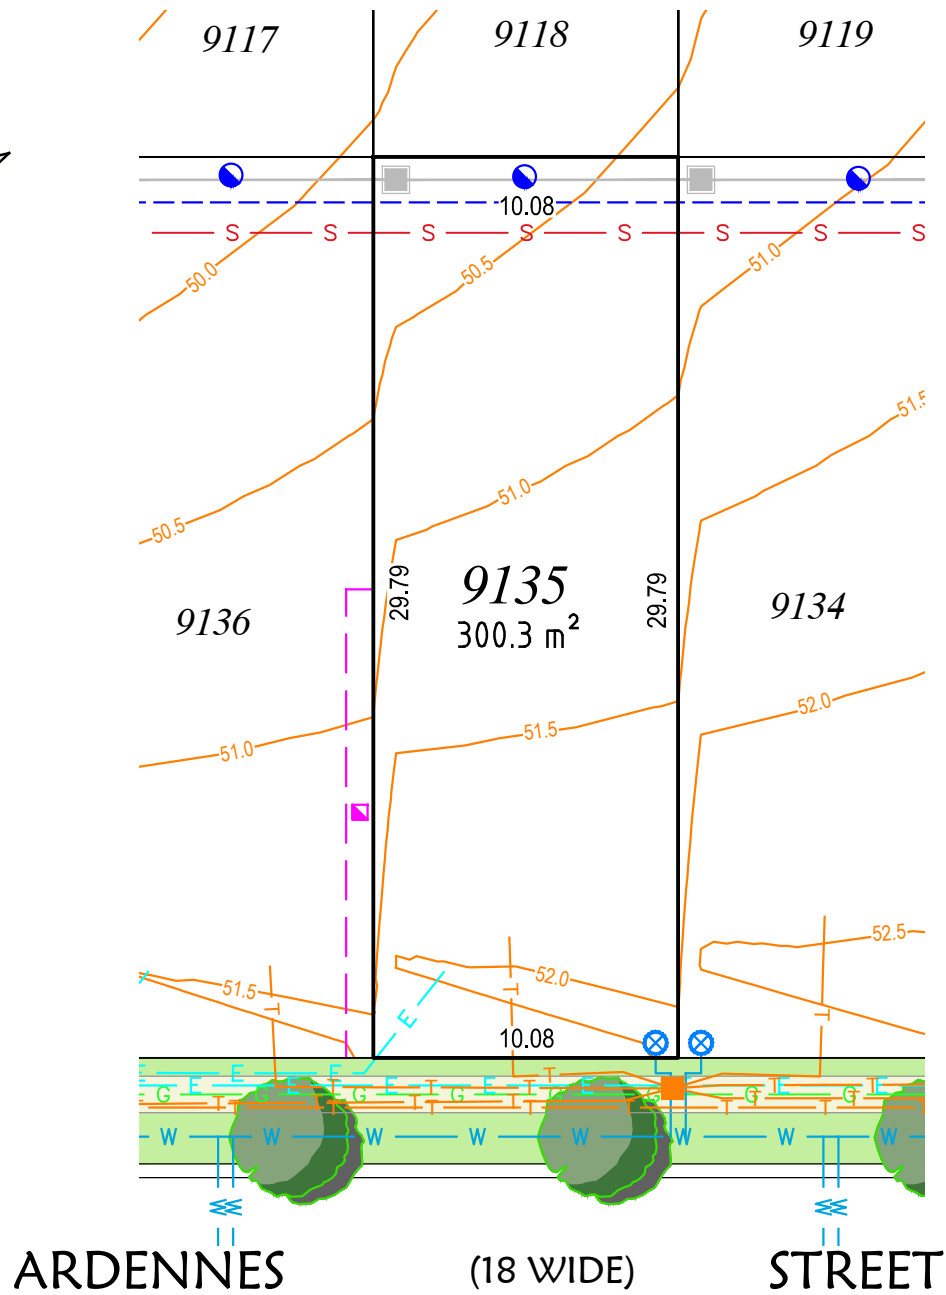 9117
9118
9119
10.08
S S S S S S S S
50.0
50.5
51.0
51.5
50.5
51.0
29.79
9135
29.79
300.3 m²
9136
9134
51.0
51.5
52.0
51.5
T
52.0
T
52.5
T
E
10.08
E E E E E T E E
G G G G G G G G
T T T T T T T
W W W W W W W W
W W W W
ARDENNES (18 WIDE) STREET